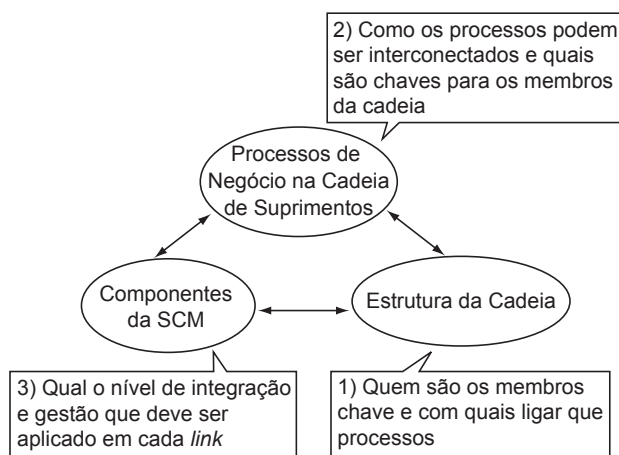 2) Como os processos podem
ser interconectados e quais
são chaves para os membros
da cadeia
Processos de
Negócio na Cadeia
de Suprimentos
Componentes
da SCM
Estrutura da Cadeia
3) Qual o nível de integração
e gestão que deve ser
aplicado em cada link
1) Quem são os membros
chave e com quais ligar que
processos